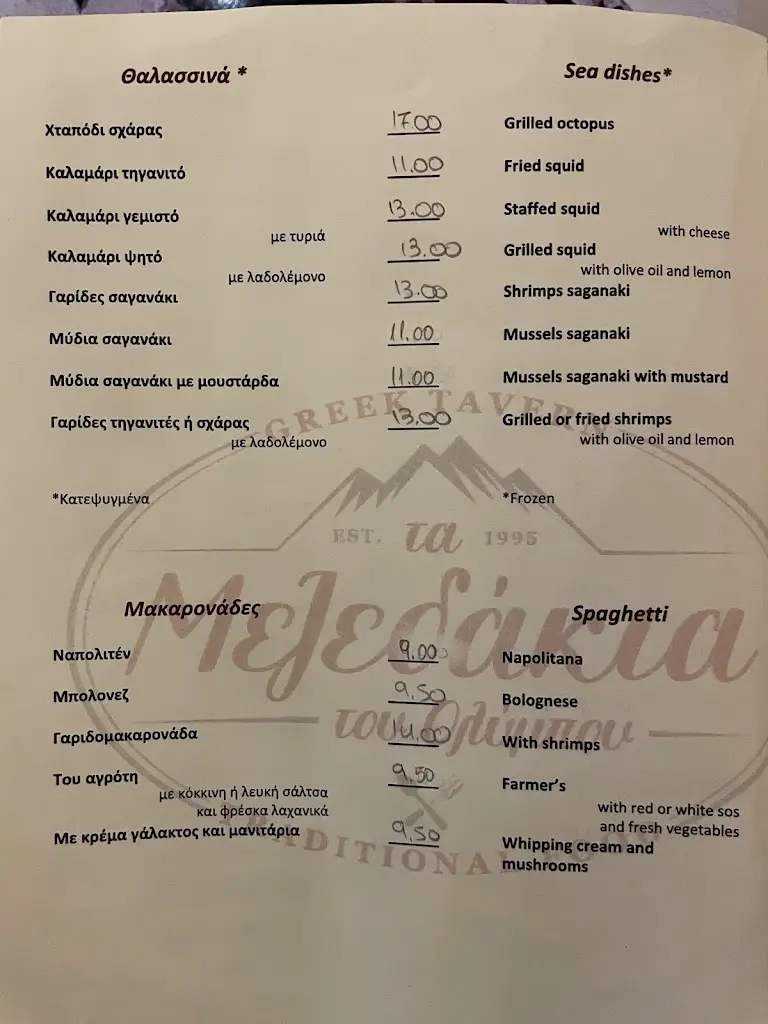 Θαλασσινά * Sea dishes*
Χταπόδι σχάρας 17.00 Grilled octopus
Καλαμάρι τηγανιτό 11.00 Fried squid
Καλαμάρι γεμιστό 13.00 Staffed squid
με τυριά with cheese
Καλαμάρι ψητό 13.00 Grilled squid
με λαδολέμονο with olive oil and lemon
Γαρίδες σαγανάκι 13.00 Shrimps saganaki
Μύδια σαγανάκι 11.00 Mussels saganaki
Μύδια σαγανάκι με μουστάρδα 11.00 Mussels saganaki with mustard
GREEK TAVERN
Γαρίδες τηγανιτές ή σχάρας 13.00 Grilled or fried shrimps
με λαδολέμονο with olive oil and lemon
*Κατεψυγμένα *Frozen
EST. τα 1995
Μεζεδάκια
του Ολύμπου
Μακαρονάδες Spaghetti
Ναπολιτέν 9.00 Napolitana
Μπολονεζ 9.50 Bolognese
Γαριδομακαρονάδα 14.00 With shrimps
Του αγρότη 9.50 Farmer's
με κόκκινη ή λευκή σάλτσα with red or white sos
και φρέσκα λαχανικά and fresh vegetables
Με κρέμα γάλακτος και μανιτάρια 9.50 Whipping cream and
mushrooms
TRADITIONAL